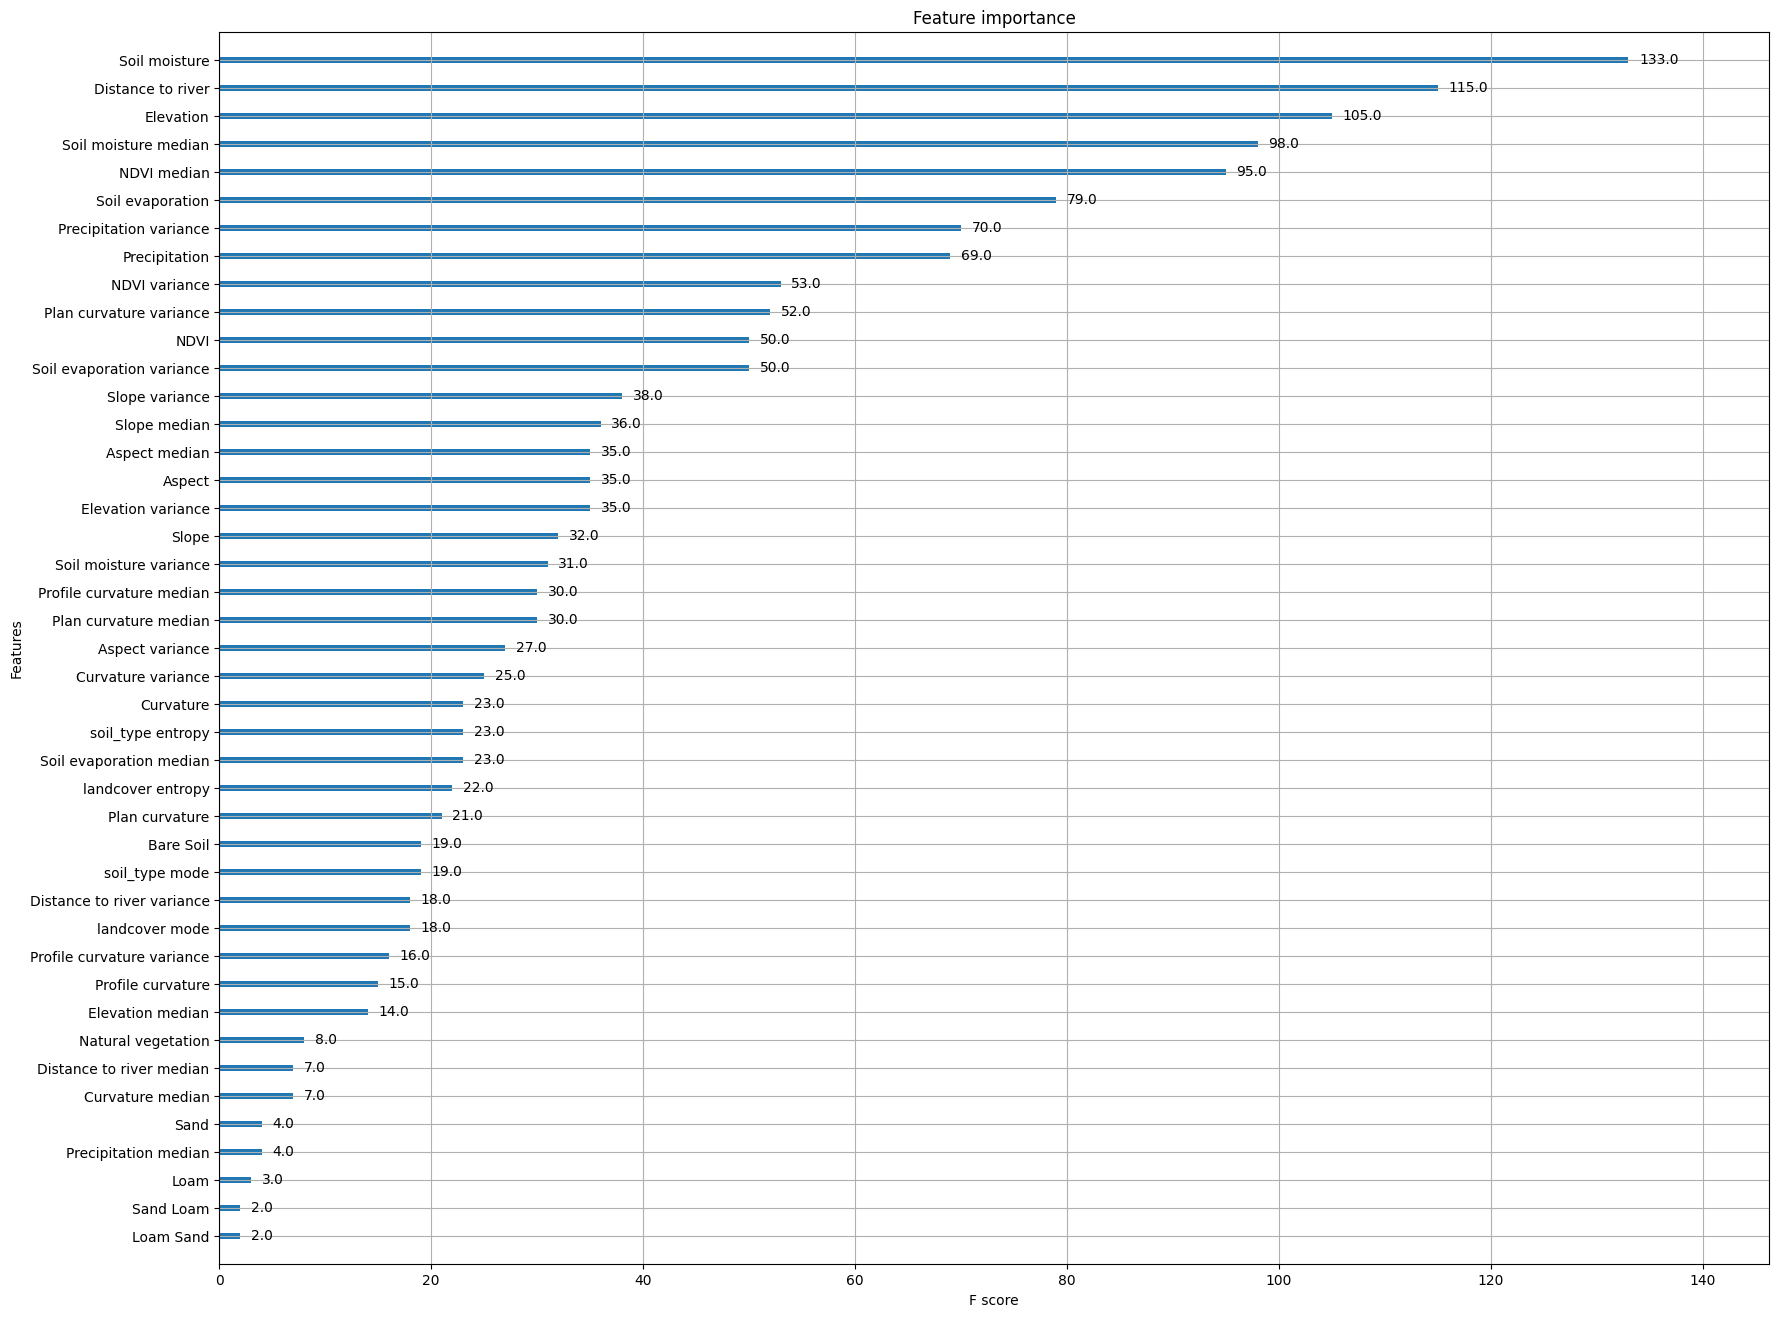 Feature importance
Soil moisture 133.0
Distance to river 115.0
Elevation 105.0
Soil moisture median 98.0
NDVI median 95.0
Soil evaporation 79.0
Precipitation variance 70.0
Precipitation 69.0
NDVI variance 53.0
Plan curvature variance 52.0
NDVI 50.0
Soil evaporation variance 50.0
Slope variance 38.0
Slope median 36.0
Aspect median 35.0
Aspect 35.0
Elevation variance 35.0
Slope 32.0
Soil moisture variance 31.0
Profile curvature median 30.0
Plan curvature median 30.0
Aspect variance 27.0
Curvature variance 25.0
Curvature 23.0
soil_type entropy 23.0
Soil evaporation median 23.0
landcover entropy 22.0
Plan curvature 21.0
Bare Soil 19.0
soil_type mode 19.0
Distance to river variance 18.0
landcover mode 18.0
Profile curvature variance 16.0
Profile curvature 15.0
Elevation median 14.0
Natural vegetation 8.0
Distance to river median 7.0
Curvature median 7.0
Sand 4.0
Precipitation median 4.0
Loam 3.0
Sand Loam 2.0
Loam Sand 2.0
Features
0 20 40 60 80 100 120 140
F score